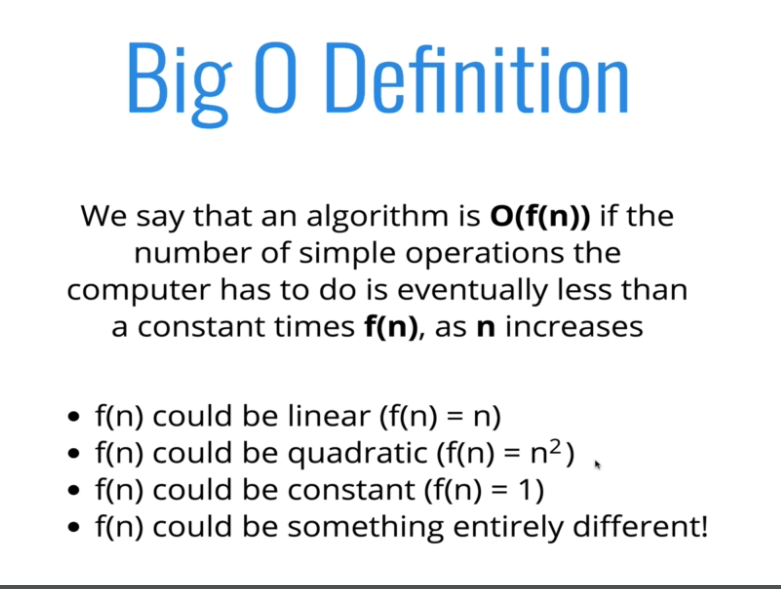 Big O Definition
We say that an algorithm is O(f(n)) if the
number of simple operations the
computer has to do is eventually less than
a constant times f(n), as n increases
• f(n) could be linear (f(n) = n)
• f(n) could be quadratic (f(n) = n²)
• f(n) could be constant (f(n) = 1)
• f(n) could be something entirely different!